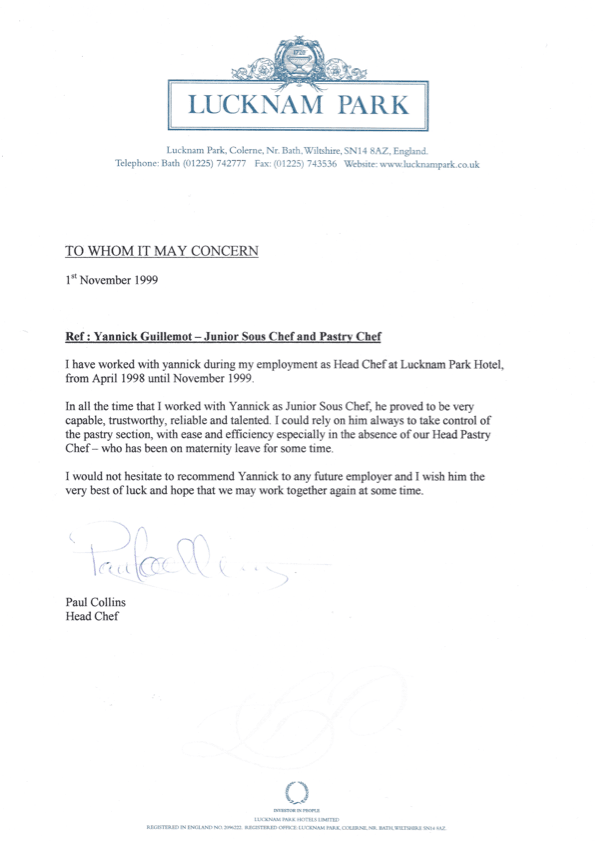 1728
LUCKNAM PARK
Lucknam Park, Colerne, Nr. Bath, Wiltshire, SN14 8AZ, England.
Telephone: Bath (01225) 742777 Fax: (01225) 743536 Website: www.lucknampark.co.uk
TO WHOM IT MAY CONCERN
1st November 1999
Ref : Yannick Guillemot – Junior Sous Chef and Pastry Chef
I have worked with yannick during my employment as Head Chef at Lucknam Park Hotel,
from April 1998 until November 1999.
In all the time that I worked with Yannick as Junior Sous Chef, he proved to be very
capable, trustworthy, reliable and talented. I could rely on him always to take control of
the pastry section, with ease and efficiency especially in the absence of our Head Pastry
Chef – who has been on maternity leave for some time.
I would not hesitate to recommend Yannick to any future employer and I wish him the
very best of luck and hope that we may work together again at some time.
Paul Collins
Paul Collins
Head Chef
LP
INVESTOR IN PEOPLE
LUCKNAM PARK HOTELS LIMITED
REGISTERED IN ENGLAND NO. 2096222. REGISTERED OFFICE: LUCKNAM PARK, COLERNE, NR. BATH, WILTSHIRE SN14 8AZ.